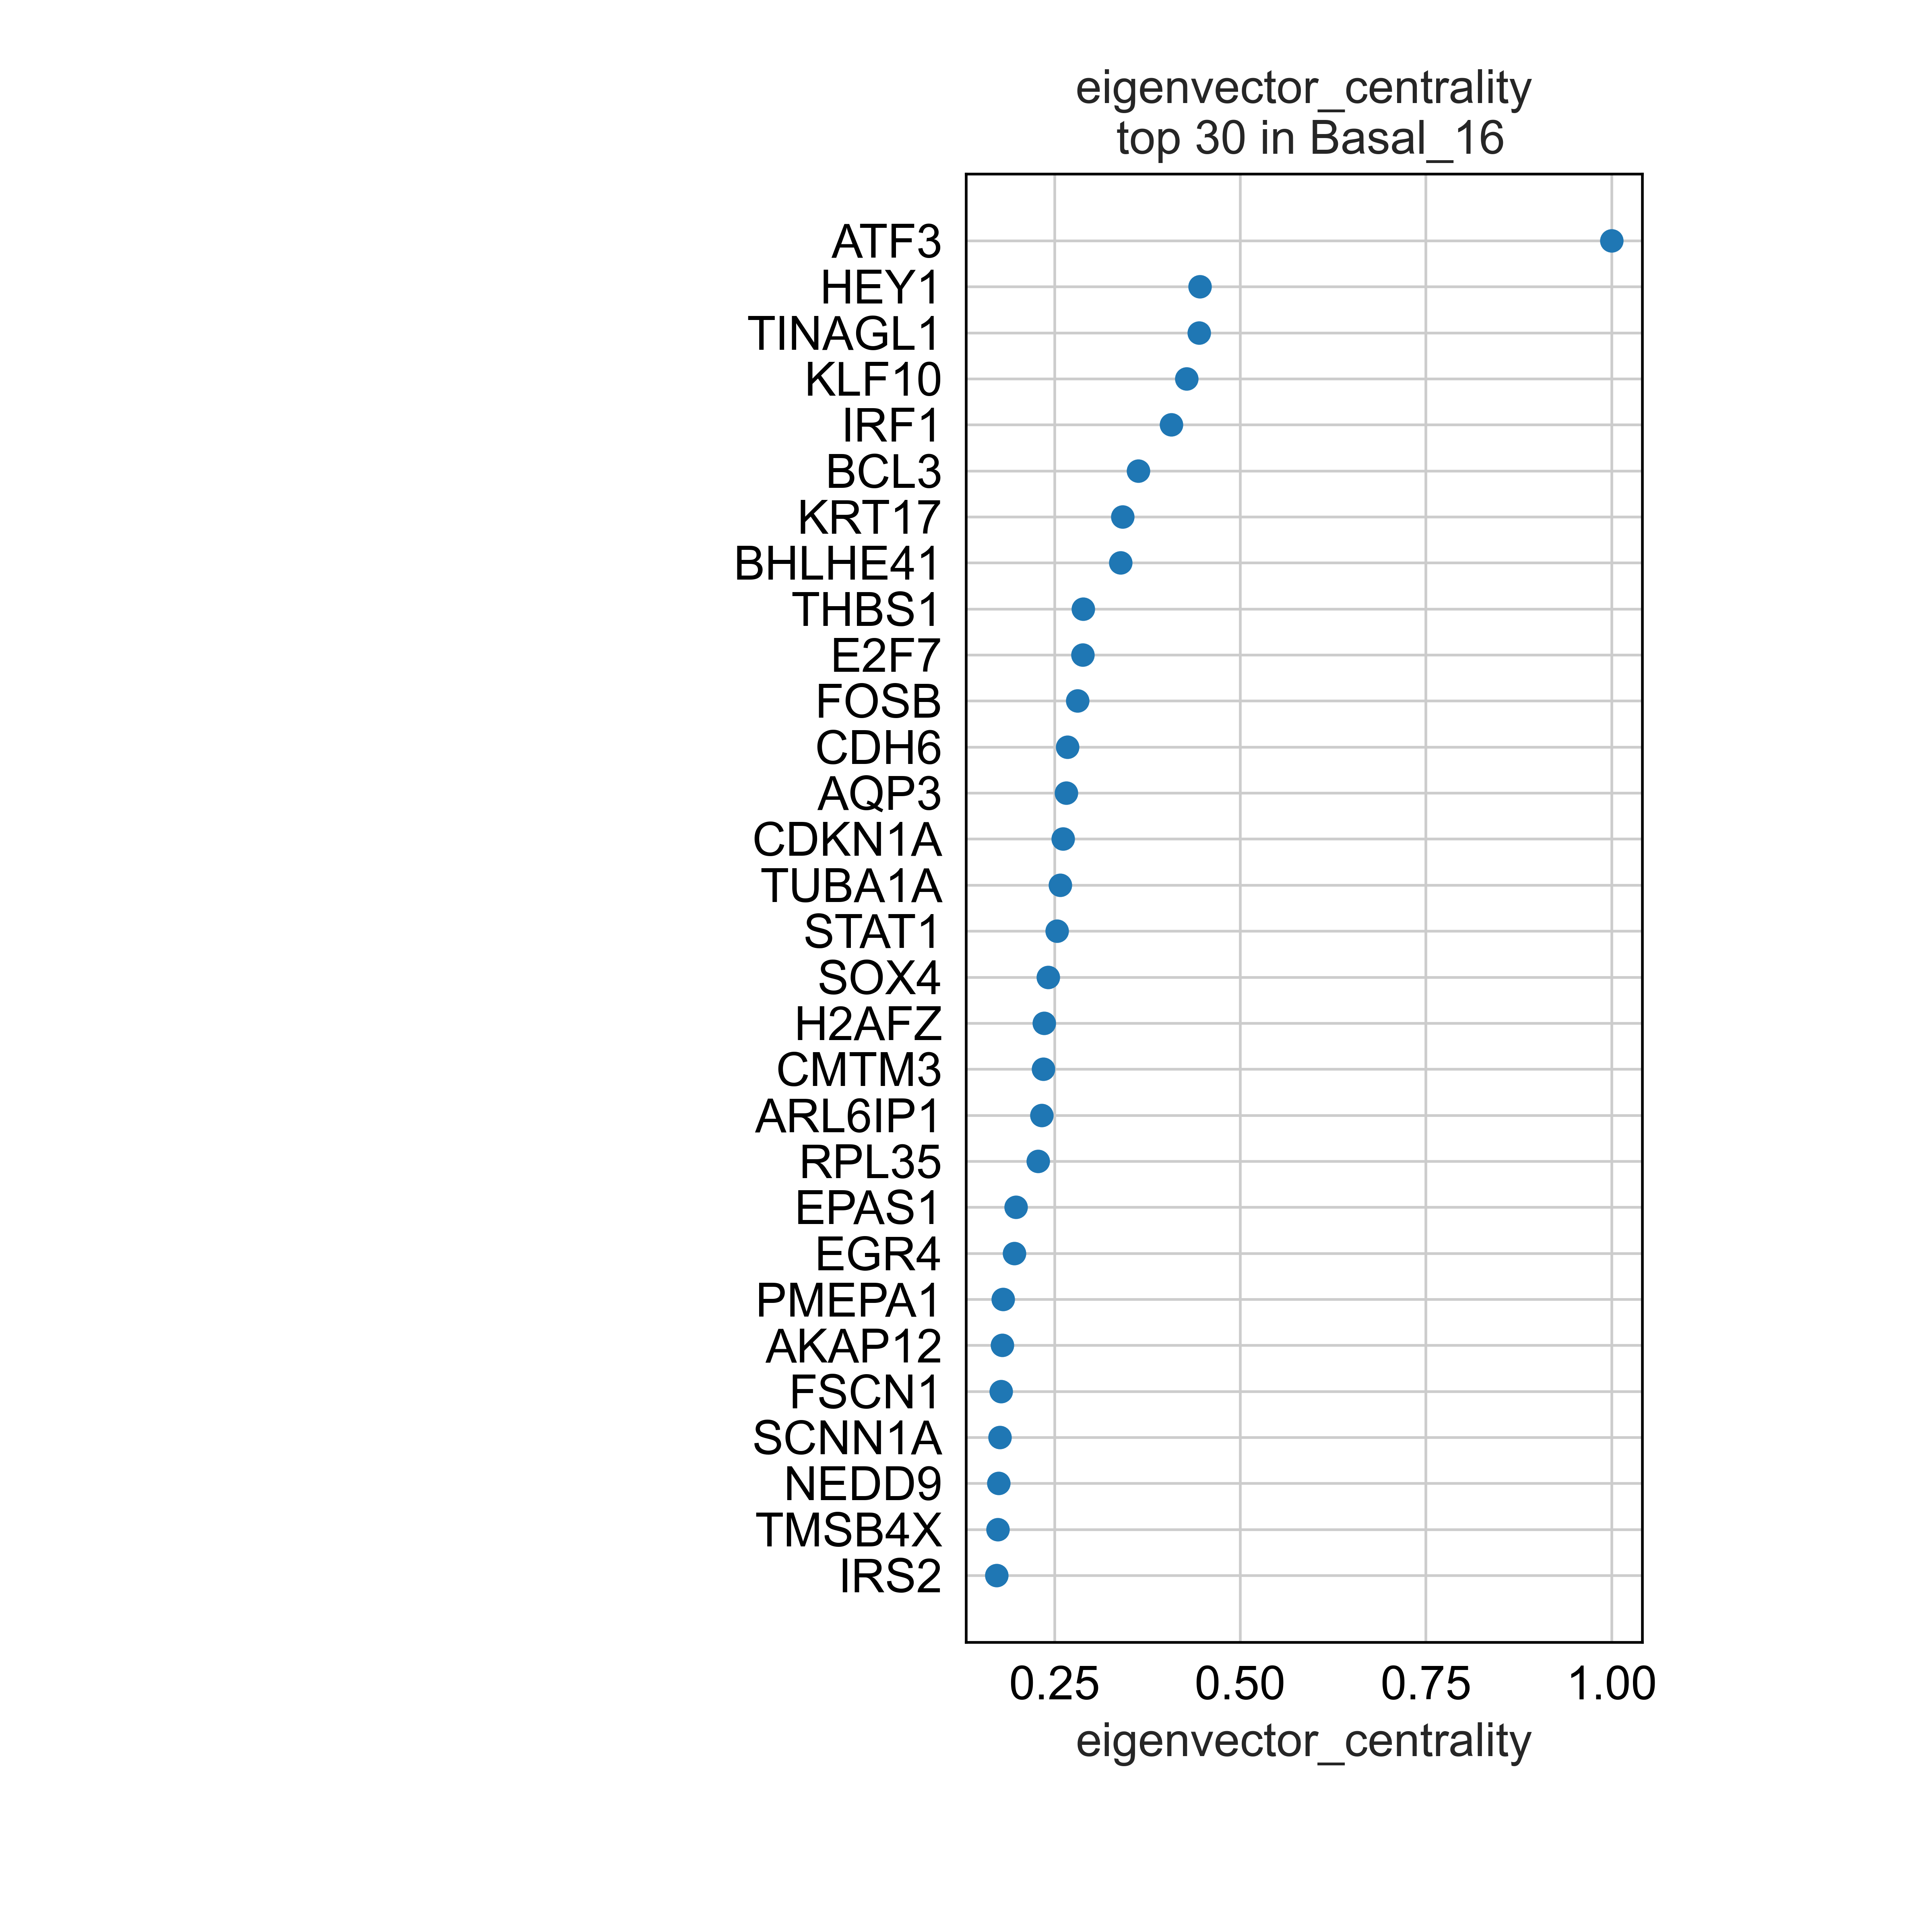 eigenvector_centrality
top 30 in Basal_16
ATF3
HEY1
TINAGL1
KLF10
IRF1
BCL3
KRT17
BHLHE41
THBS1
E2F7
FOSB
CDH6
AQP3
CDKN1A
TUBA1A
STAT1
SOX4
H2AFZ
CMTM3
ARL6IP1
RPL35
EPAS1
EGR4
PMEPA1
AKAP12
FSCN1
SCNN1A
NEDD9
TMSB4X
IRS2
0.25 0.50 0.75 1.00
eigenvector_centrality